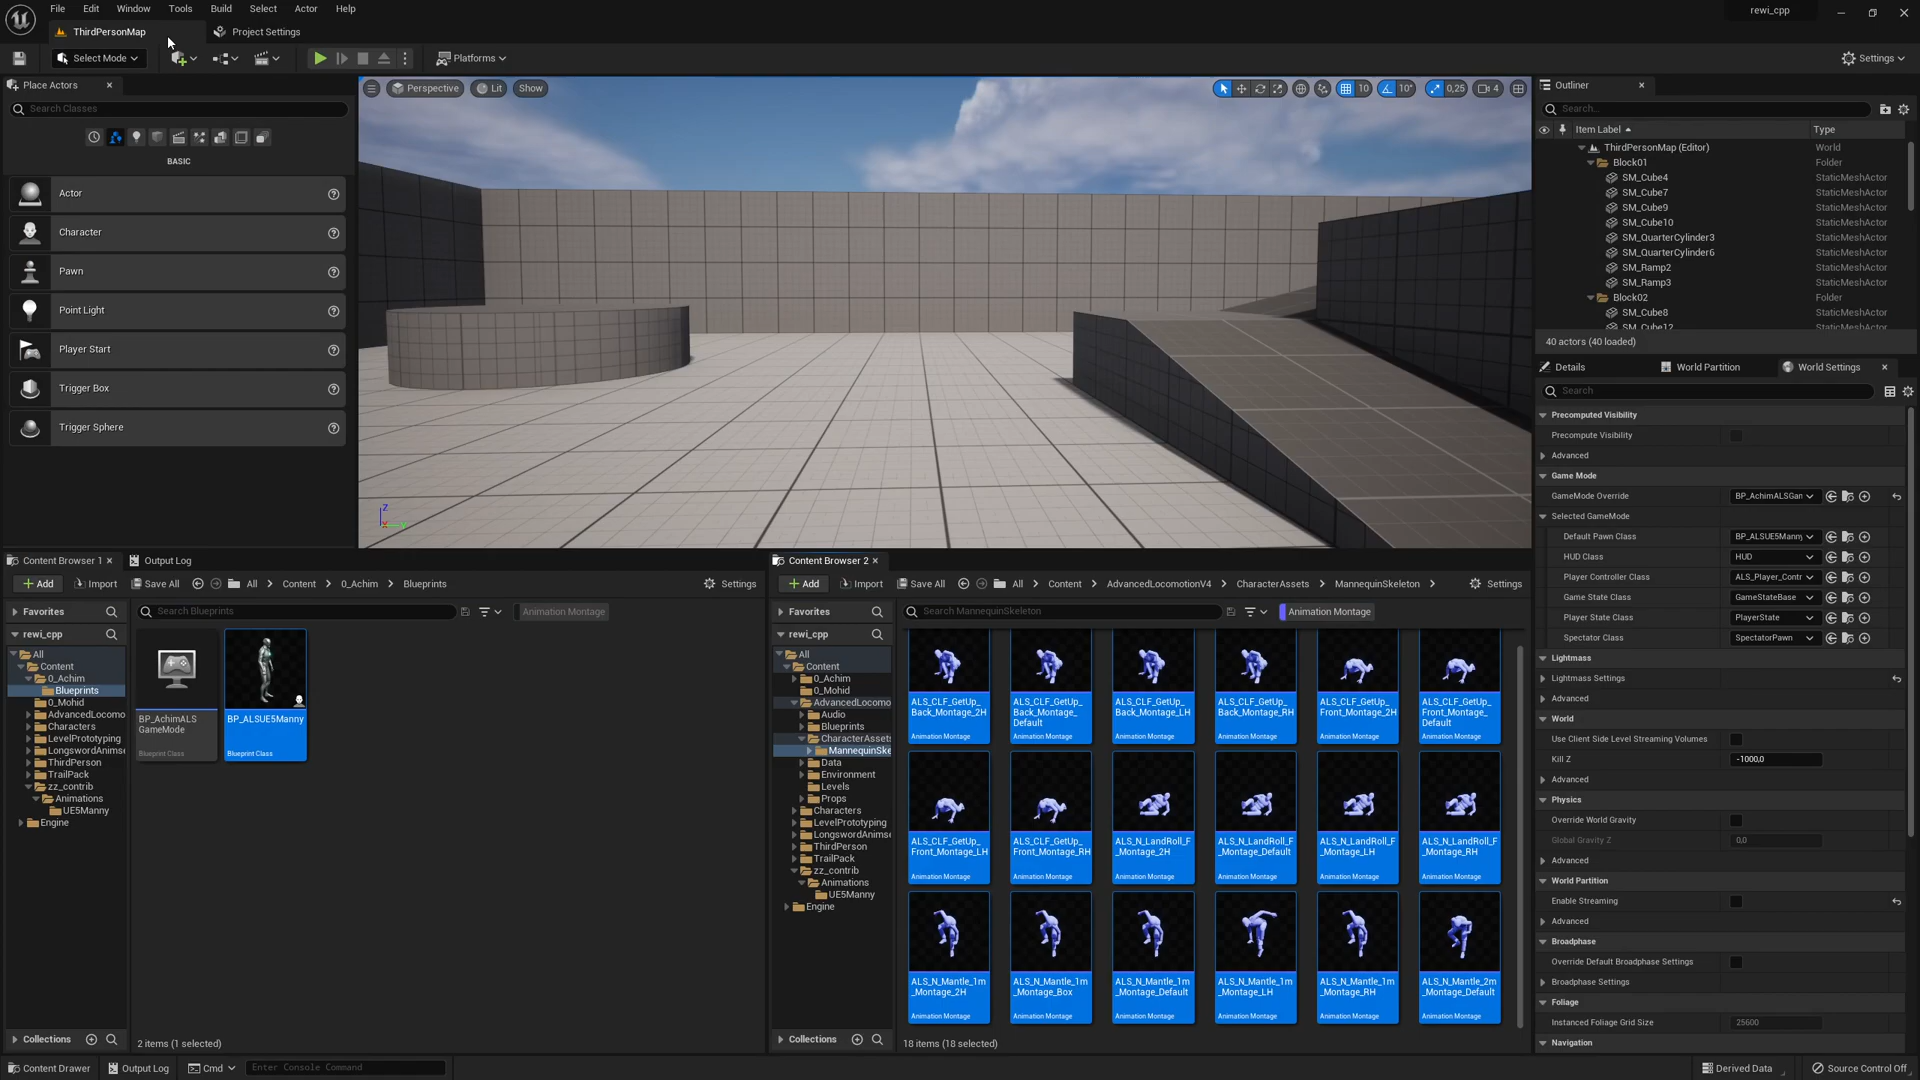 File Edit Window Tools Build Select Actor Help
rewi_cpp
ThirdPersonMap
Project Settings
Select Mode
Platforms
Settings
Place Actors
Search Classes
BASIC
Actor
Character
Pawn
Point Light
Player Start
Trigger Box
Trigger Sphere
Perspective Lit Show
10 10° 0,25 4
Z
X
Y
Outliner
Search...
Item Label Type
ThirdPersonMap (Editor) World
Block01 Folder
SM_Cube4 StaticMeshActor
SM_Cube7 StaticMeshActor
SM_Cube9 StaticMeshActor
SM_Cube10 StaticMeshActor
SM_QuarterCylinder3 StaticMeshActor
SM_QuarterCylinder6 StaticMeshActor
SM_Ramp2 StaticMeshActor
SM_Ramp3 StaticMeshActor
Block02 Folder
SM_Cube8 StaticMeshActor
SM_Cube12 StaticMeshActor
40 actors (40 loaded)
Details World Partition World Settings
Search
Precomputed Visibility
Precompute Visibility
Advanced
Game Mode
GameMode Override BP_AchimALSGan
Selected GameMode
Default Pawn Class BP_ALSUE5Manny
HUD Class HUD
Player Controller Class ALS_Player_Contr
Game State Class GameStateBase
Player State Class PlayerState
Spectator Class SpectatorPawn
Lightmass
Lightmass Settings
Advanced
World
Use Client Side Level Streaming Volumes
Kill Z -1000,0
Advanced
Physics
Override World Gravity
Global Gravity Z 0,0
Advanced
World Partition
Enable Streaming
Advanced
Broadphase
Override Default Broadphase Settings
Broadphase Settings
Foliage
Instanced Foliage Grid Size 25600
Navigation
Content Browser 1 Output Log
Add Import Save All All Content 0_Achim Blueprints Settings
Favorites
Search Blueprints
Animation Montage
rewi_cpp
All
Content
0_Achim
Blueprints
0_Mohid
AdvancedLocomo
Characters
LevelPrototyping
LongswordAnimse
ThirdPerson
TrailPack
zz_contrib
Animations
UE5Manny
Engine
BP_AchimALS
GameMode
Blueprint Class
BP_ALSUE5Manny
Blueprint Class
Collections
2 items (1 selected)
Content Browser 2
Add Import Save All All Content AdvancedLocomotionV4 CharacterAssets MannequinSkeleton Settings
Favorites
Search MannequinSkeleton
Animation Montage
rewi_cpp
All
Content
0_Achim
0_Mohid
AdvancedLocomo
Audio
Blueprints
CharacterAssets
MannequinSke
Data
Environment
Levels
Props
Characters
LevelPrototyping
LongswordAnimse
ThirdPerson
TrailPack
zz_contrib
Animations
UE5Manny
Engine
ALS_CLF_GetUp_
Back_Montage_2H
Animation Montage
ALS_CLF_GetUp_
Back_Montage_
Default
Animation Montage
ALS_CLF_GetUp_
Back_Montage_LH
Animation Montage
ALS_CLF_GetUp_
Back_Montage_RH
Animation Montage
ALS_CLF_GetUp_
Front_Montage_2H
Animation Montage
ALS_CLF_GetUp_
Front_Montage_
Default
Animation Montage
ALS_CLF_GetUp_
Front_Montage_LH
Animation Montage
ALS_CLF_GetUp_
Front_Montage_RH
Animation Montage
ALS_N_LandRoll_F
_Montage_2H
Animation Montage
ALS_N_LandRoll_F
_Montage_Default
Animation Montage
ALS_N_LandRoll_F
_Montage_LH
Animation Montage
ALS_N_LandRoll_F
_Montage_RH
Animation Montage
ALS_N_Mantle_1m
_Montage_2H
Animation Montage
ALS_N_Mantle_1m
_Montage_Box
Animation Montage
ALS_N_Mantle_1m
_Montage_Default
Animation Montage
ALS_N_Mantle_1m
_Montage_LH
Animation Montage
ALS_N_Mantle_1m
_Montage_RH
Animation Montage
ALS_N_Mantle_2m
_Montage_Default
Animation Montage
Collections
18 items (18 selected)
Content Drawer Output Log Cmd Enter Console Command
Derived Data Source Control Off